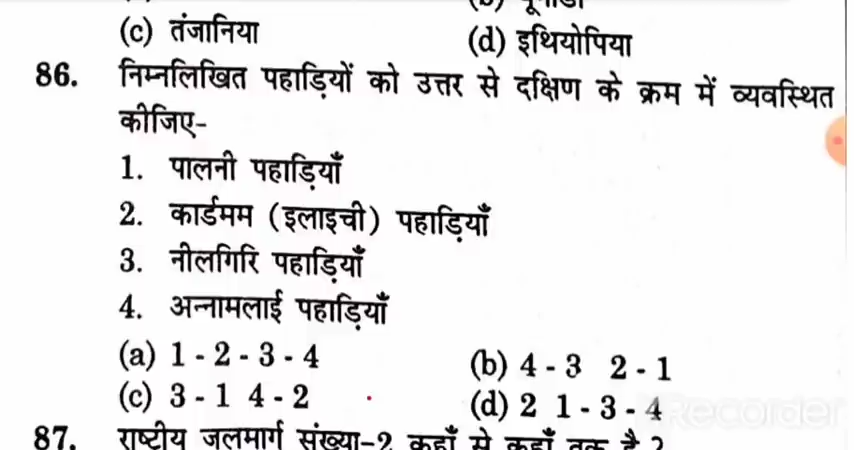 (c) तंजानिया (d) इथियोपिया
86. निम्नलिखित पहाड़ियों को उत्तर से दक्षिण के क्रम में व्यवस्थित
कीजिए-
1. पालनी पहाड़ियाँ
2. कार्डमम (इलाइची) पहाड़ियाँ
3. नीलगिरि पहाड़ियाँ
4. अन्नामलाई पहाड़ियाँ
(a) 1 - 2 - 3 - 4 (b) 4 - 3 2 - 1
(c) 3 - 1 4 - 2 (d) 2 1 - 3 - 4
Recorder
87. राष्ट्रीय जलमार्ग संख्या-2 कहाँ से कहाँ तक है ?